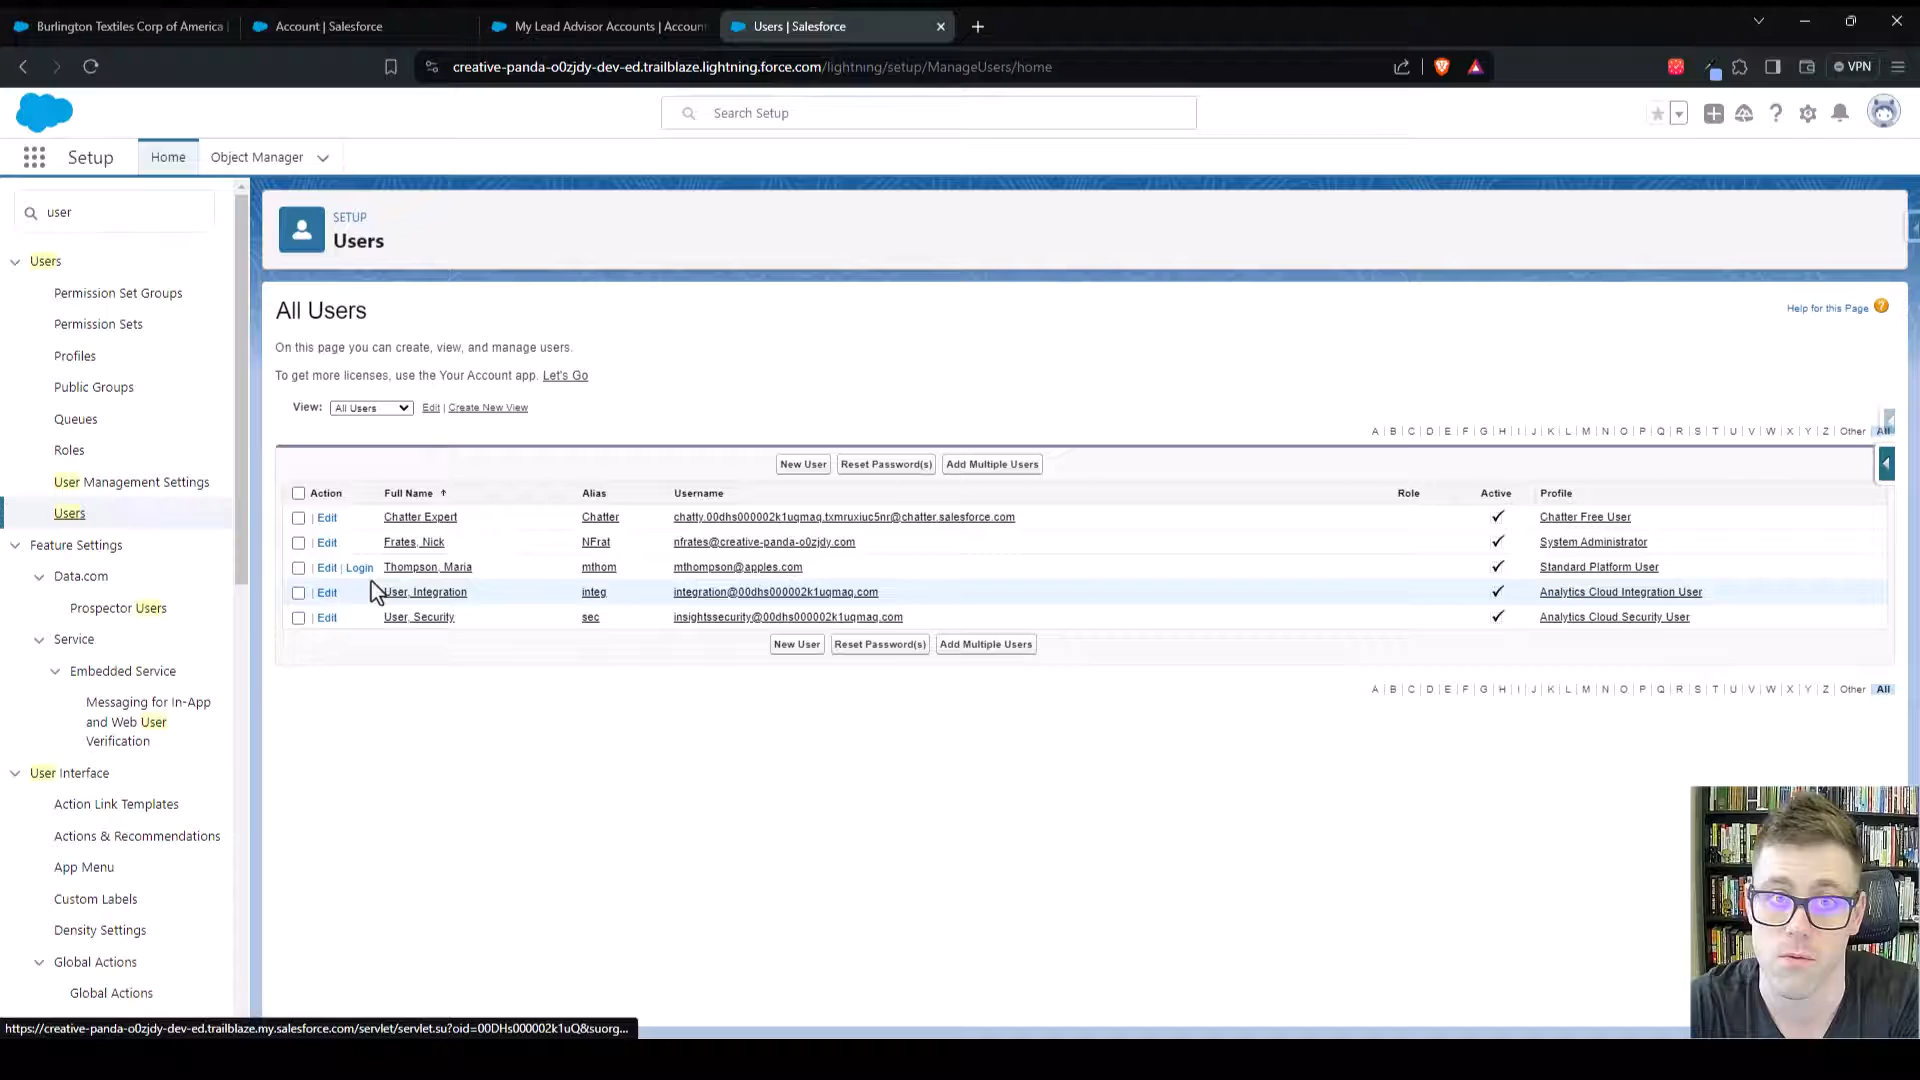 Burlington Textiles Corp of America
Account | Salesforce
My Lead Advisor Accounts | Accoun
Users | Salesforce
creative-panda-o0zjdy-dev-ed.trailblaze.lightning.force.com/lightning/setup/ManageUsers/home
VPN
Search Setup
Setup
Home
Object Manager
user
Users
Permission Set Groups
Permission Sets
Profiles
Public Groups
Queues
Roles
User Management Settings
Users
Feature Settings
Data.com
Prospector Users
Service
Embedded Service
Messaging for In-App
and Web User
Verification
User Interface
Action Link Templates
Actions & Recommendations
App Menu
Custom Labels
Density Settings
Global Actions
Global Actions
SETUP
Users
All Users
Help for this Page
On this page you can create, view, and manage users.
To get more licenses, use the Your Account app. Let's Go
View: All Users Edit | Create New View
A | B | C | D | E | F | G | H | I | J | K | L | M | N | O | P | Q | R | S | T | U | V | W | X | Y | Z | Other | All
New User Reset Password(s) Add Multiple Users
Action Full Name ↑ Alias Username Role Active Profile
| Edit Chatter Expert Chatter chatty.00dhs000002k1uqmaq.txmruxiuc5nr@chatter.salesforce.com ✓ Chatter Free User
| Edit Frates, Nick NFrat nfrates@creative-panda-o0zjdy.com ✓ System Administrator
| Edit | Login Thompson, Maria mthom mthompson@apples.com ✓ Standard Platform User
| Edit User, Integration integ integration@00dhs000002k1uqmaq.com ✓ Analytics Cloud Integration User
| Edit User, Security sec insightssecurity@00dhs000002k1uqmaq.com ✓ Analytics Cloud Security User
New User Reset Password(s) Add Multiple Users
A | B | C | D | E | F | G | H | I | J | K | L | M | N | O | P | Q | R | S | T | U | V | W | X | Y | Z | Other | All
https://creative-panda-o0zjdy-dev-ed.trailblaze.my.salesforce.com/servlet/servlet.su?oid=00DHs000002k1uQ&suorg...